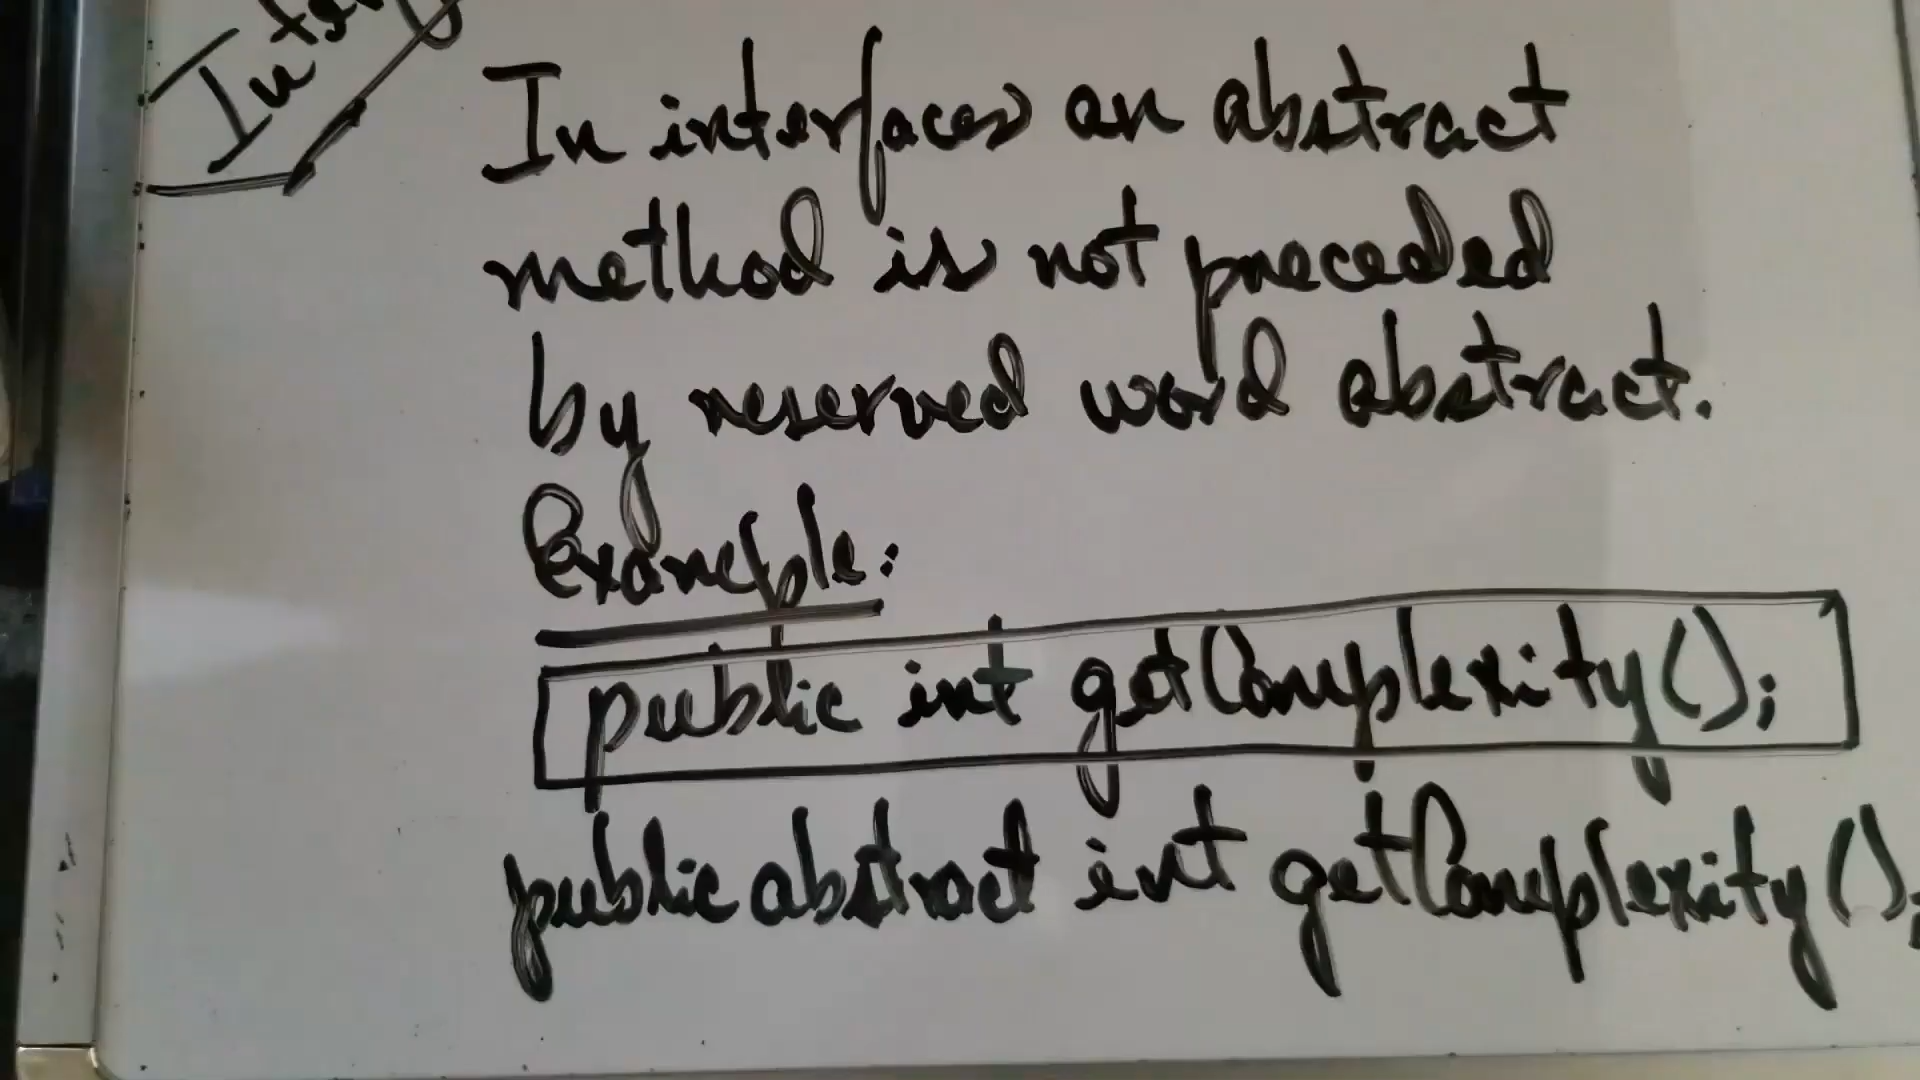 In interfaces an abstract
method is not preceded
by reserved word abstract.
Example:
public int getComplexity();
public abstract int getComplexity();